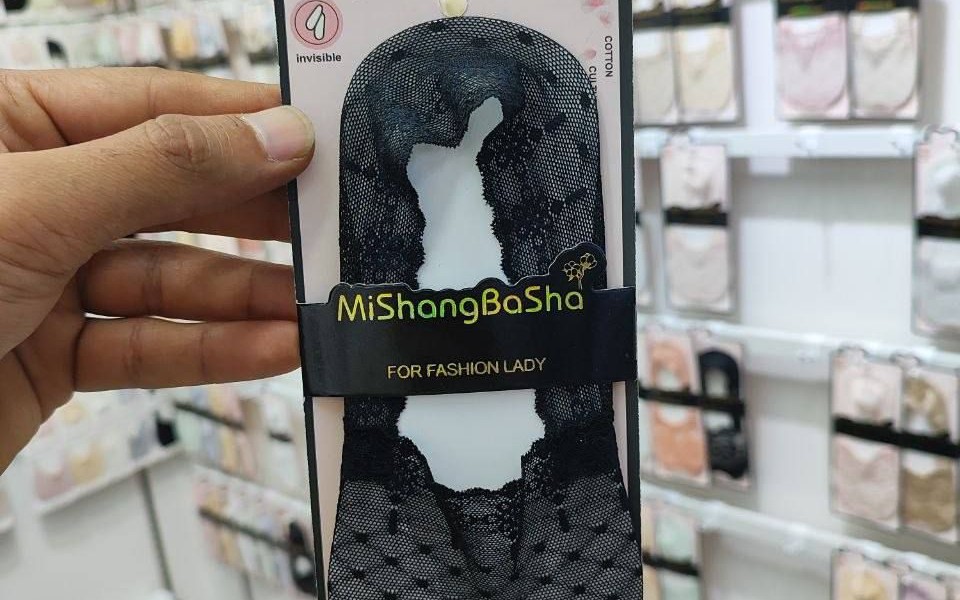 invisible
COTTON
MiShangBaSha
FOR FASHION LADY